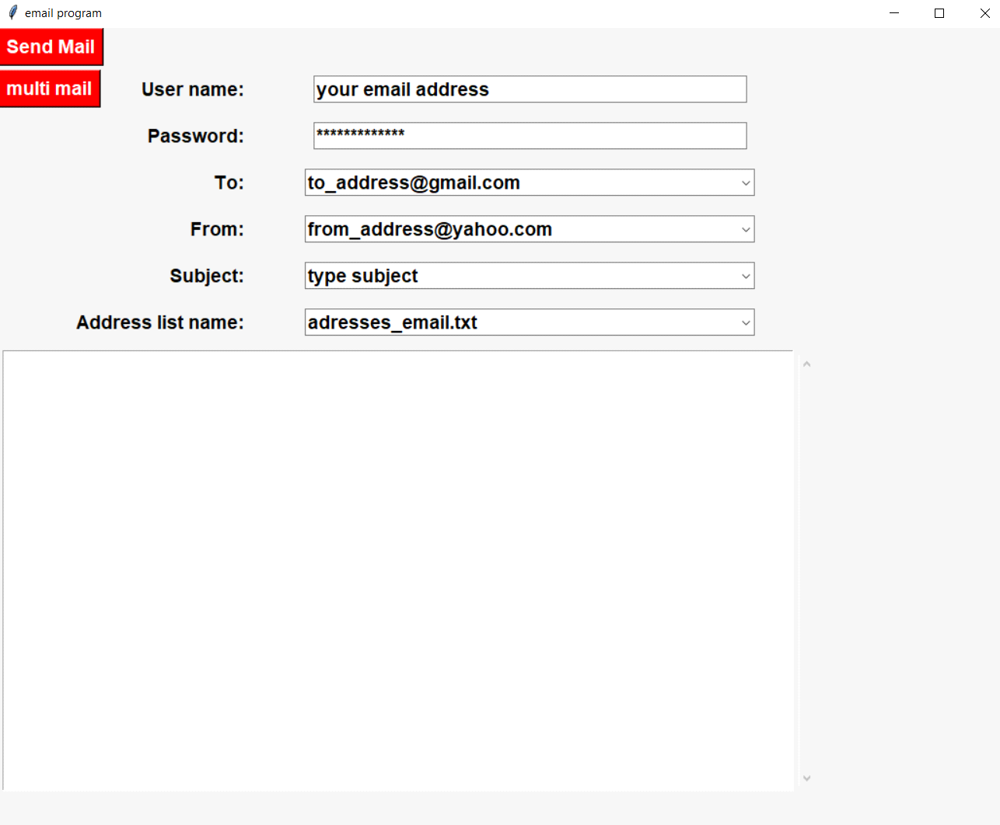 email program
Send Mail
multi mail
User name: your email address
Password: *************
To: to_address@gmail.com
From: from_address@yahoo.com
Subject: type subject
Address list name: adresses_email.txt